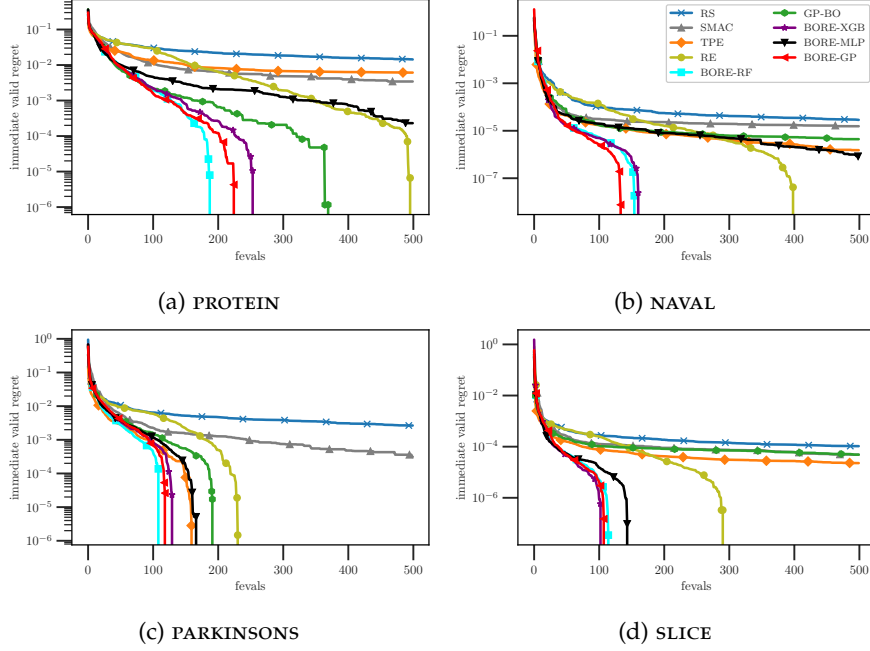 10⁻¹
10⁻²
10⁻³
10⁻⁴
10⁻⁵
10⁻⁶
immediate valid regret
0 100 200 300 400 500
fevals
(a) PROTEIN
10⁻¹
10⁻³
10⁻⁵
10⁻⁷
immediate valid regret
RS
SMAC
TPE
RE
BORE-RF
GP-BO
BORE-XGB
BORE-MLP
BORE-GP
0 100 200 300 400 500
fevals
(b) NAVAL
10⁰
10⁻¹
10⁻²
10⁻³
10⁻⁴
10⁻⁵
10⁻⁶
immediate valid regret
0 100 200 300 400 500
fevals
(c) PARKINSONS
10⁰
10⁻²
10⁻⁴
10⁻⁶
immediate valid regret
0 100 200 300 400 500
fevals
(d) SLICE